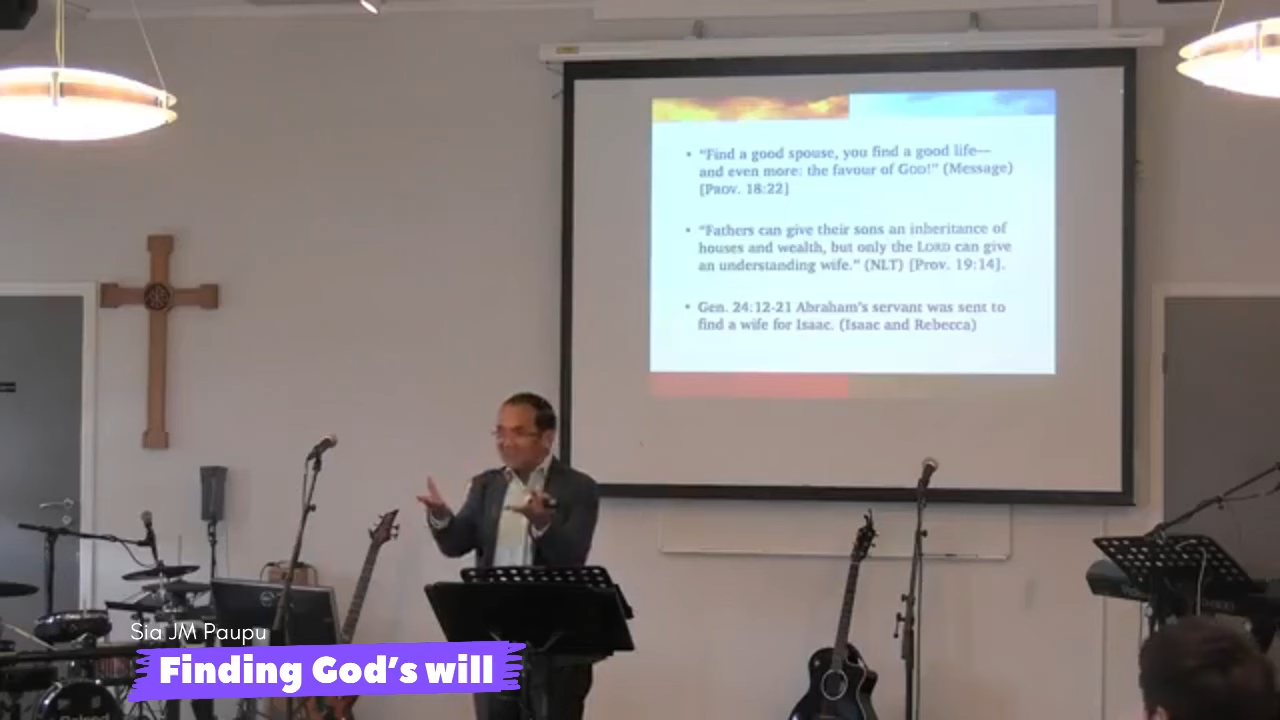 • "Find a good spouse, you find a good life—
and even more: the favour of GOD!" (Message)
[PROV. 18:22]
• "Fathers can give their sons an inheritance of
houses and wealth, but only the LORD can give
an understanding wife." (NLT) [Prov. 19:14].
• Gen. 24:12-21 Abraham's servant was sent to
find a wife for Isaac. (Isaac and Rebecca)
Sia JM Paupu
Finding God's will